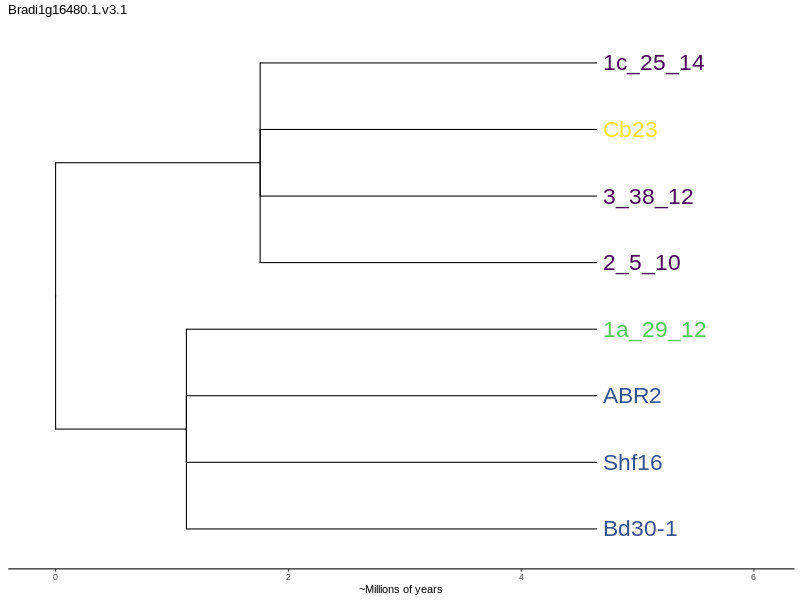 Bradi1g16480.1.v3.1
1c_25_14
Cb23
3_38_12
2_5_10
1a_29_12
ABR2
Shf16
Bd30-1
0 2 4 6
~Millions of years